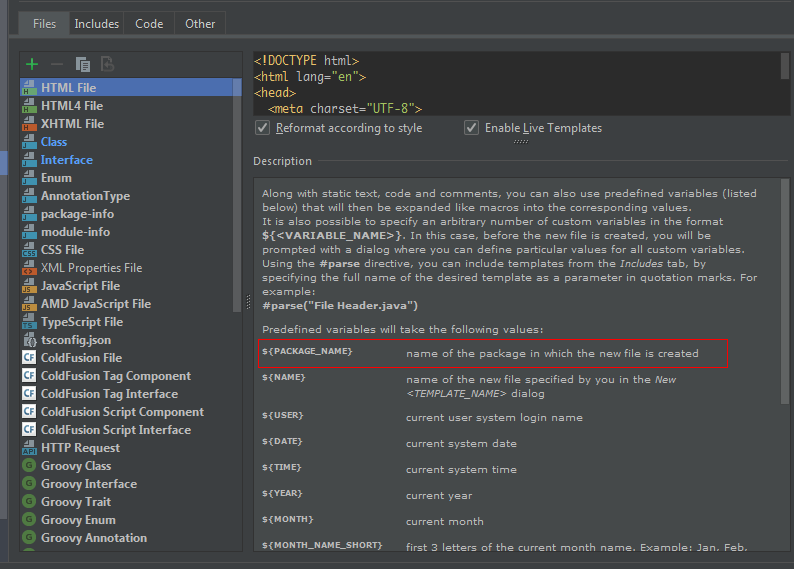 Files Includes Code Other
HTML File
HTML4 File
XHTML File
Class
Interface
Enum
AnnotationType
package-info
module-info
CSS File
XML Properties File
JavaScript File
AMD JavaScript File
TypeScript File
tsconfig.json
ColdFusion File
ColdFusion Tag Component
ColdFusion Tag Interface
ColdFusion Script Component
ColdFusion Script Interface
HTTP Request
Groovy Class
Groovy Interface
Groovy Trait
Groovy Enum
Groovy Annotation
<!DOCTYPE html>
<html lang="en">
<head>
<meta charset="UTF-8">
Reformat according to style Enable Live Templates
Description
Along with static text, code and comments, you can also use predefined variables (listed
below) that will then be expanded like macros into the corresponding values.
It is also possible to specify an arbitrary number of custom variables in the format
${<VARIABLE_NAME>}. In this case, before the new file is created, you will be
prompted with a dialog where you can define particular values for all custom variables.
Using the #parse directive, you can include templates from the Includes tab, by
specifying the full name of the desired template as a parameter in quotation marks. For
example:
#parse("File Header.java")
Predefined variables will take the following values:
${PACKAGE_NAME} name of the package in which the new file is created
${NAME} name of the new file specified by you in the New
<TEMPLATE_NAME> dialog
${USER} current user system login name
${DATE} current system date
${TIME} current system time
${YEAR} current year
${MONTH} current month
${MONTH_NAME_SHORT} first 3 letters of the current month name. Example: Jan, Feb,